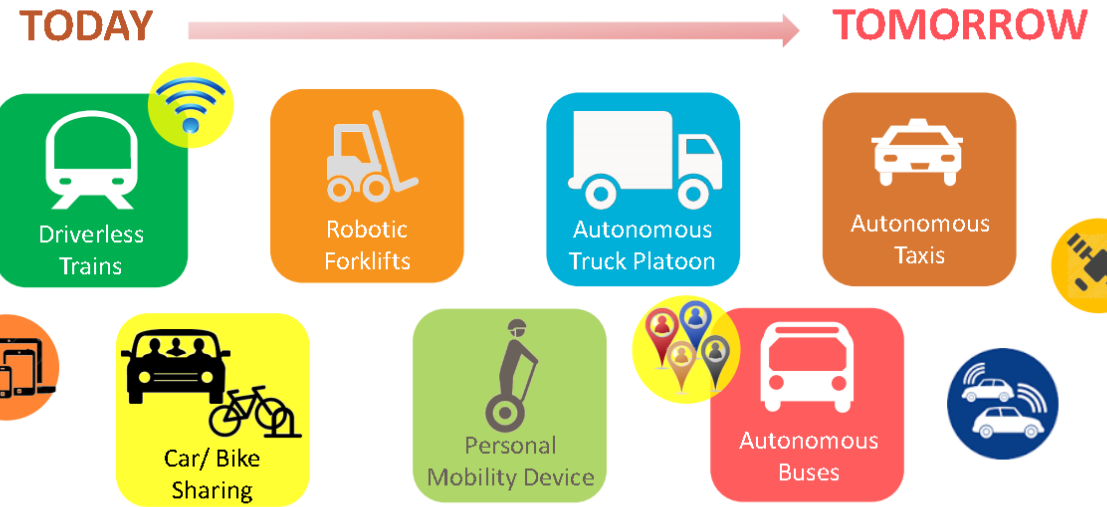 TODAY
TOMORROW
Driverless
Trains
Robotic
Forklifts
Autonomous
Truck Platoon
Autonomous
Taxis
Car/ Bike
Sharing
Personal
Mobility Device
Autonomous
Buses